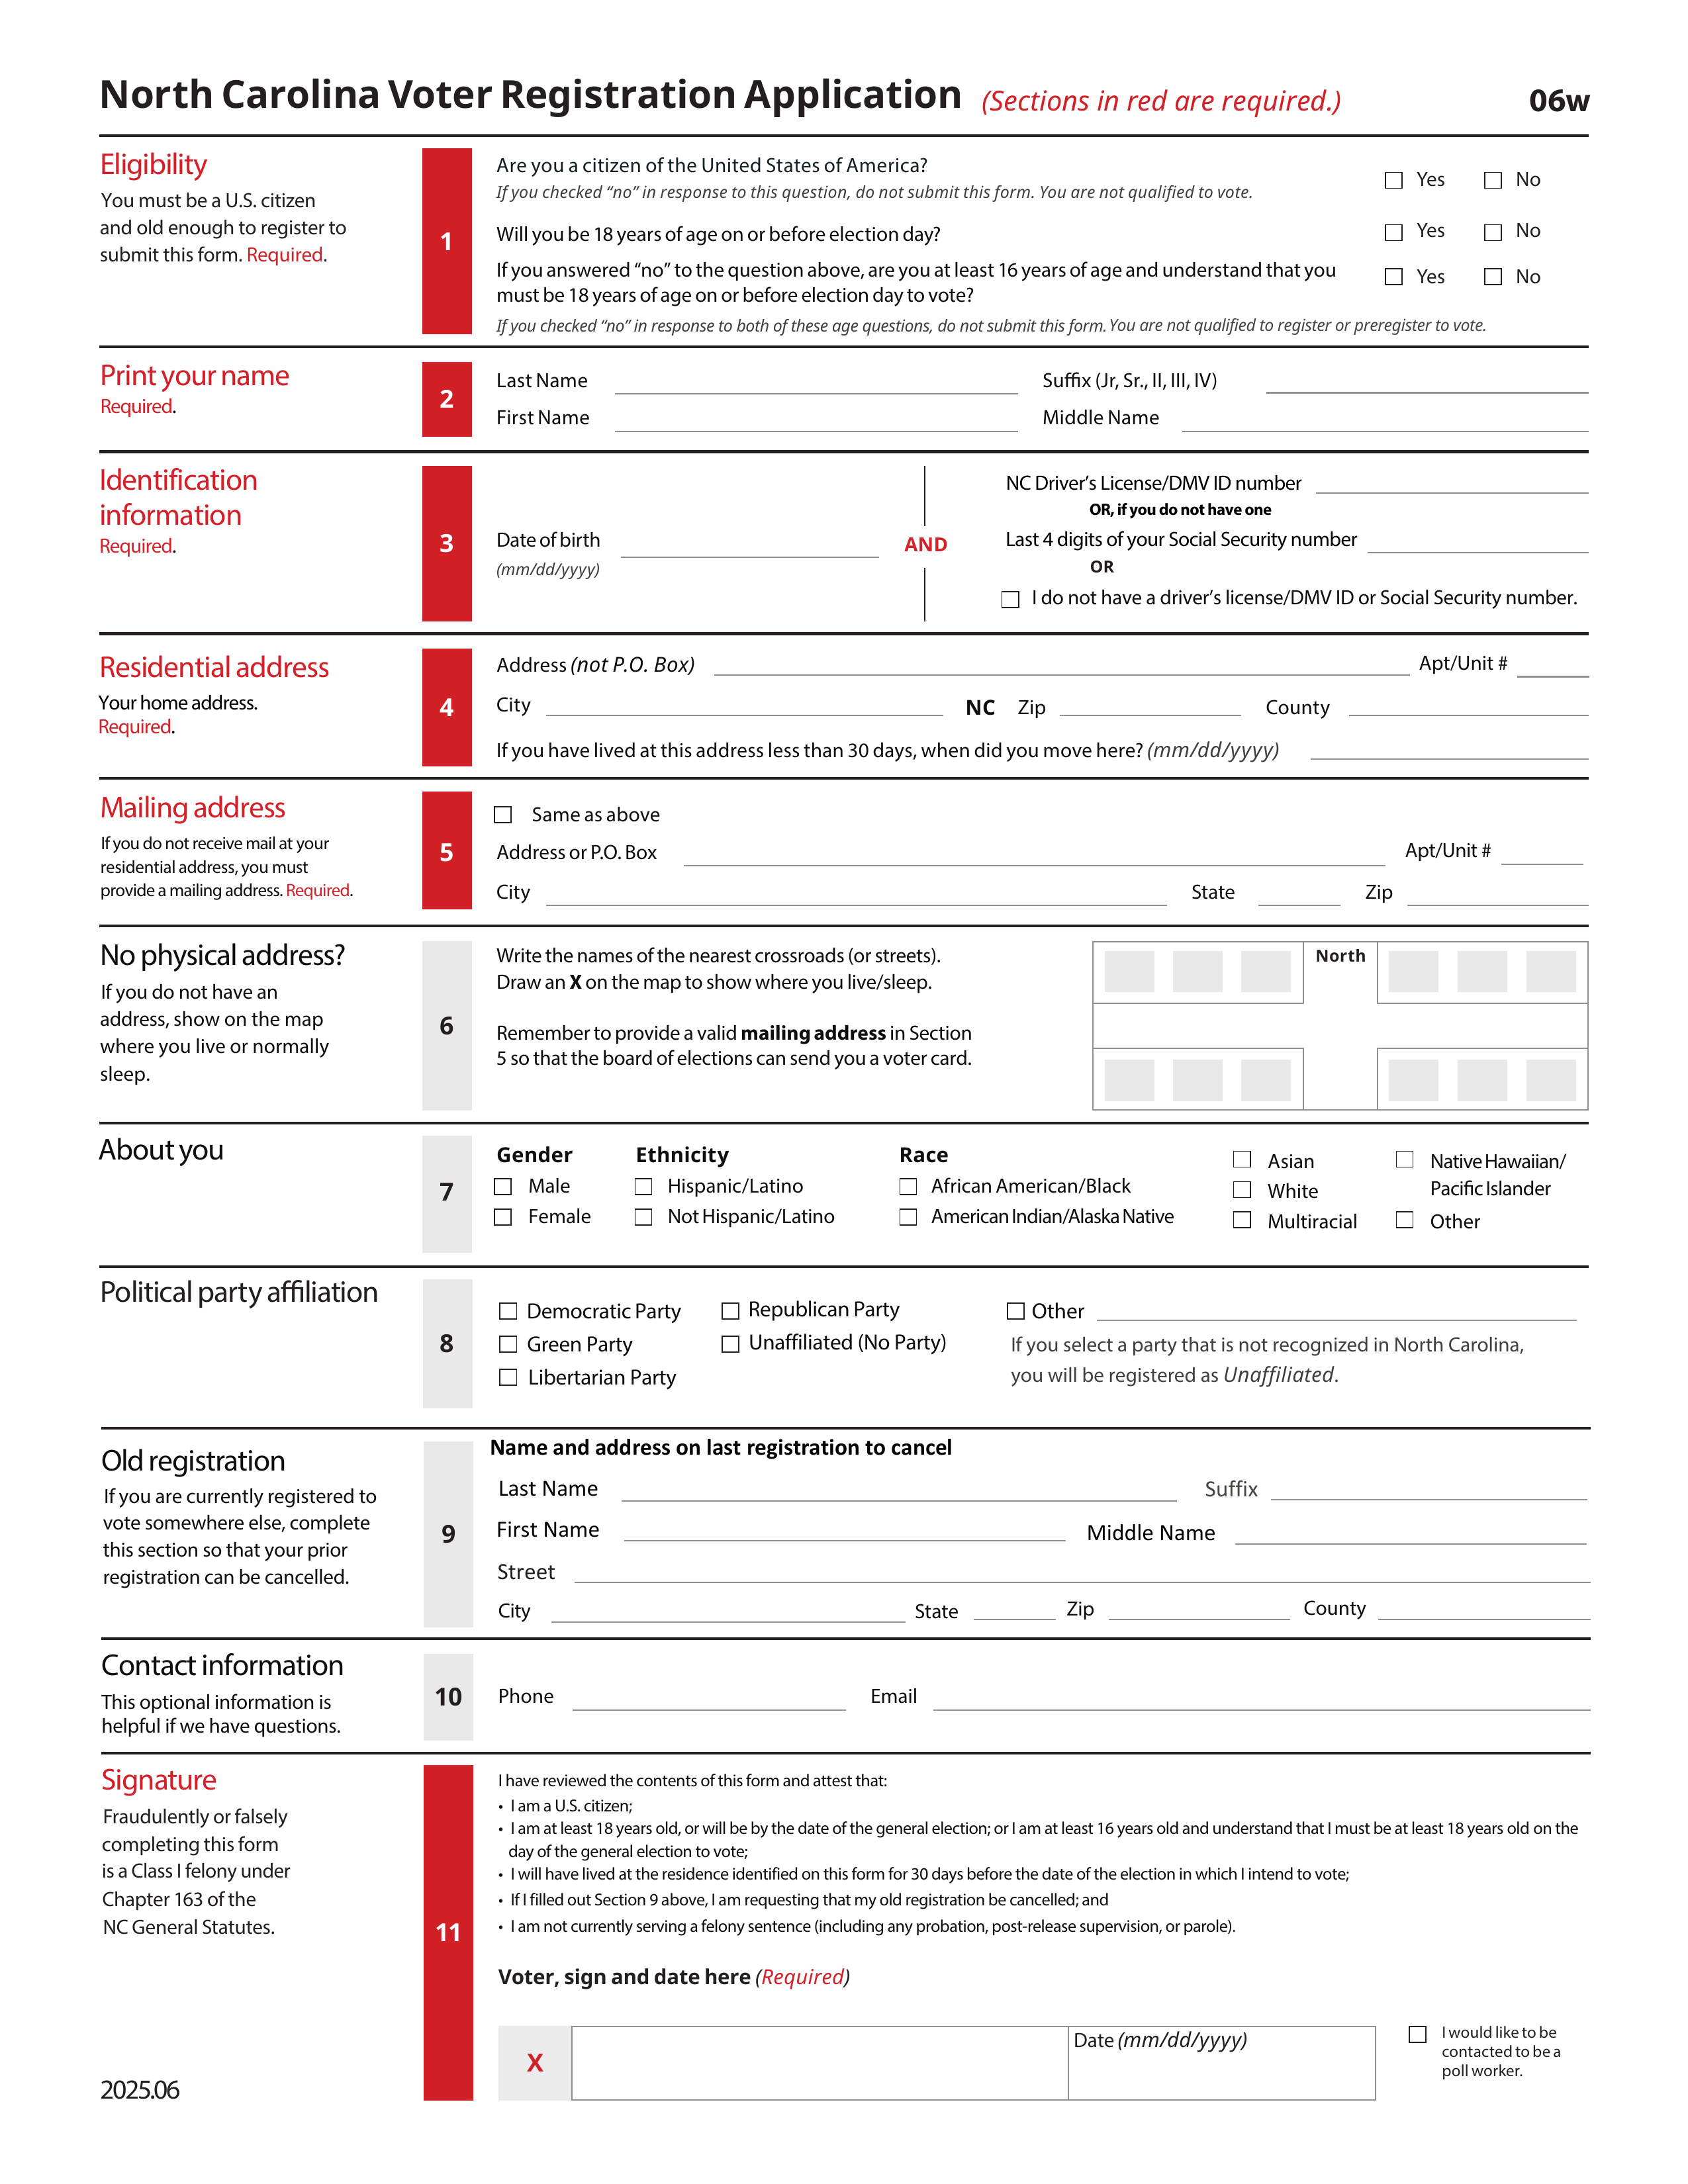 North Carolina Voter Registration Application (Sections in red are required.) 06w
Eligibility
You must be a U.S. citizen
and old enough to register to
submit this form. Required.
1
Are you a citizen of the United States of America?
If you checked “no” in response to this question, do not submit this form. You are not qualified to vote.
Yes No
Will you be 18 years of age on or before election day?
Yes No
If you answered “no” to the question above, are you at least 16 years of age and understand that you
must be 18 years of age on or before election day to vote?
Yes No
If you checked “no” in response to both of these age questions, do not submit this form. You are not qualified to register or preregister to vote.
Print your name
Required.
2
Last Name Suffix (Jr, Sr., II, III, IV)
First Name Middle Name
Identification
information
Required.
3
Date of birth
(mm/dd/yyyy)
AND
NC Driver’s License/DMV ID number
OR, if you do not have one
Last 4 digits of your Social Security number
OR
I do not have a driver’s license/DMV ID or Social Security number.
Residential address
Your home address.
Required.
4
Address (not P.O. Box) Apt/Unit #
City NC Zip County
If you have lived at this address less than 30 days, when did you move here? (mm/dd/yyyy)
Mailing address
If you do not receive mail at your
residential address, you must
provide a mailing address. Required.
5
Same as above
Address or P.O. Box Apt/Unit #
City State Zip
No physical address?
If you do not have an
address, show on the map
where you live or normally
sleep.
6
Write the names of the nearest crossroads (or streets).
Draw an X on the map to show where you live/sleep.
Remember to provide a valid mailing address in Section
5 so that the board of elections can send you a voter card.
North
About you
7
Gender
Male
Female
Ethnicity
Hispanic/Latino
Not Hispanic/Latino
Race
African American/Black
American Indian/Alaska Native
Asian
White
Multiracial
Native Hawaiian/
Pacific Islander
Other
Political party affiliation
8
Democratic Party
Green Party
Libertarian Party
Republican Party
Unaffiliated (No Party)
Other
If you select a party that is not recognized in North Carolina,
you will be registered as Unaffiliated.
Old registration
If you are currently registered to
vote somewhere else, complete
this section so that your prior
registration can be cancelled.
9
Name and address on last registration to cancel
Last Name Suffix
First Name Middle Name
Street
City State Zip County
Contact information
This optional information is
helpful if we have questions.
10
Phone Email
Signature
Fraudulently or falsely
completing this form
is a Class I felony under
Chapter 163 of the
NC General Statutes.
11
I have reviewed the contents of this form and attest that:
• I am a U.S. citizen;
• I am at least 18 years old, or will be by the date of the general election; or I am at least 16 years old and understand that I must be at least 18 years old on the
day of the general election to vote;
• I will have lived at the residence identified on this form for 30 days before the date of the election in which I intend to vote;
• If I filled out Section 9 above, I am requesting that my old registration be cancelled; and
• I am not currently serving a felony sentence (including any probation, post-release supervision, or parole).
Voter, sign and date here (Required)
X
Date (mm/dd/yyyy)
I would like to be
contacted to be a
poll worker.
2025.06